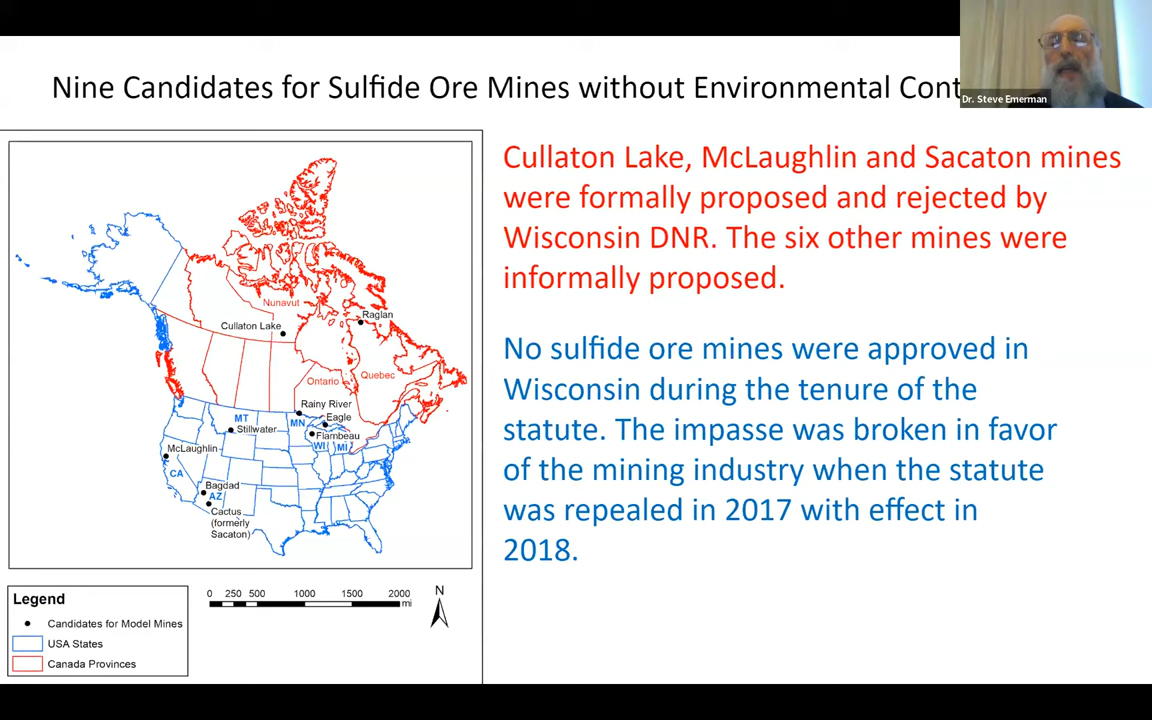 Nine Candidates for Sulfide Ore Mines without Environmental Cont
Dr. Steve Emerman
Cullaton Lake, McLaughlin and Sacaton mines
were formally proposed and rejected by
Wisconsin DNR. The six other mines were
informally proposed.
No sulfide ore mines were approved in
Wisconsin during the tenure of the
statute. The impasse was broken in favor
of the mining industry when the statute
was repealed in 2017 with effect in
2018.
Nunavut
Raglan
Cullaton Lake
Ontario
Quebec
Rainy River
MT
MN
Eagle
Stillwater
Flambeau
WI
MI
McLaughlin
CA
Bagdad
AZ
Cactus
(formerly
Sacaton)
Legend
Candidates for Model Mines
USA States
Canada Provinces
0 250 500 1000 1500 2000
mi
N